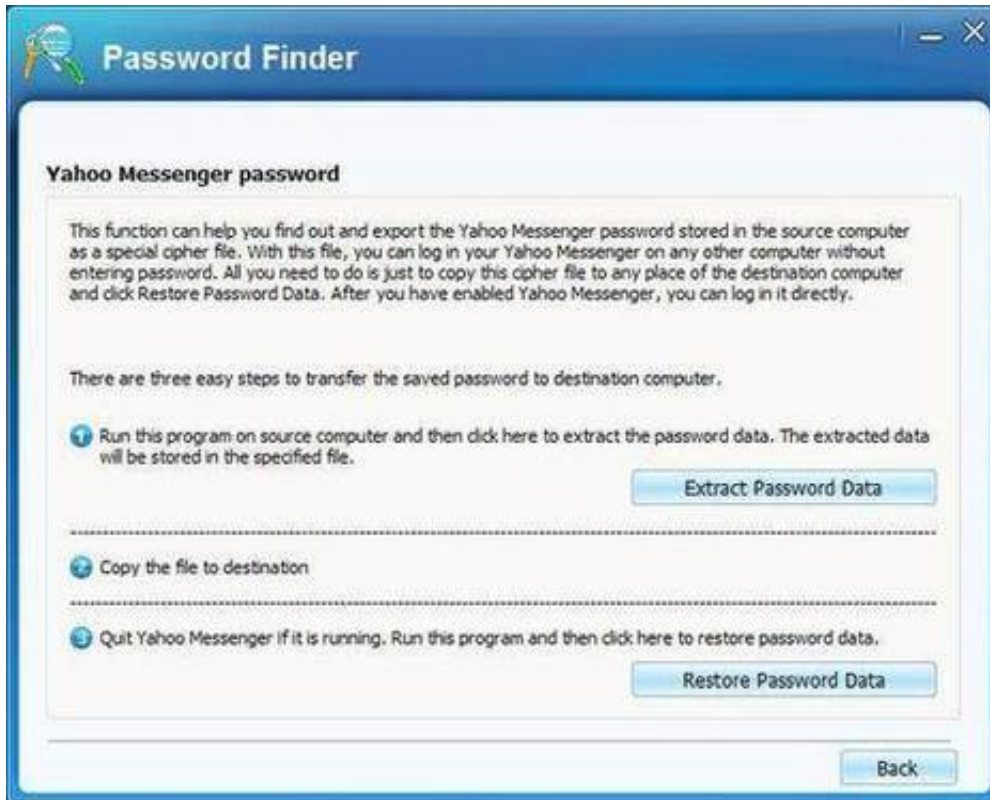 Password Finder
Yahoo Messenger password
This function can help you find out and export the Yahoo Messenger password stored in the source computer
as a special cipher file. With this file, you can log in your Yahoo Messenger on any other computer without
entering password. All you need to do is just to copy this cipher file to any place of the destination computer
and click Restore Password Data. After you have enabled Yahoo Messenger, you can log in it directly.
There are three easy steps to transfer the saved password to destination computer.
1 Run this program on source computer and then click here to extract the password data. The extracted data
will be stored in the specified file.
Extract Password Data
2 Copy the file to destination
3 Quit Yahoo Messenger if it is running. Run this program and then click here to restore password data.
Restore Password Data
Back